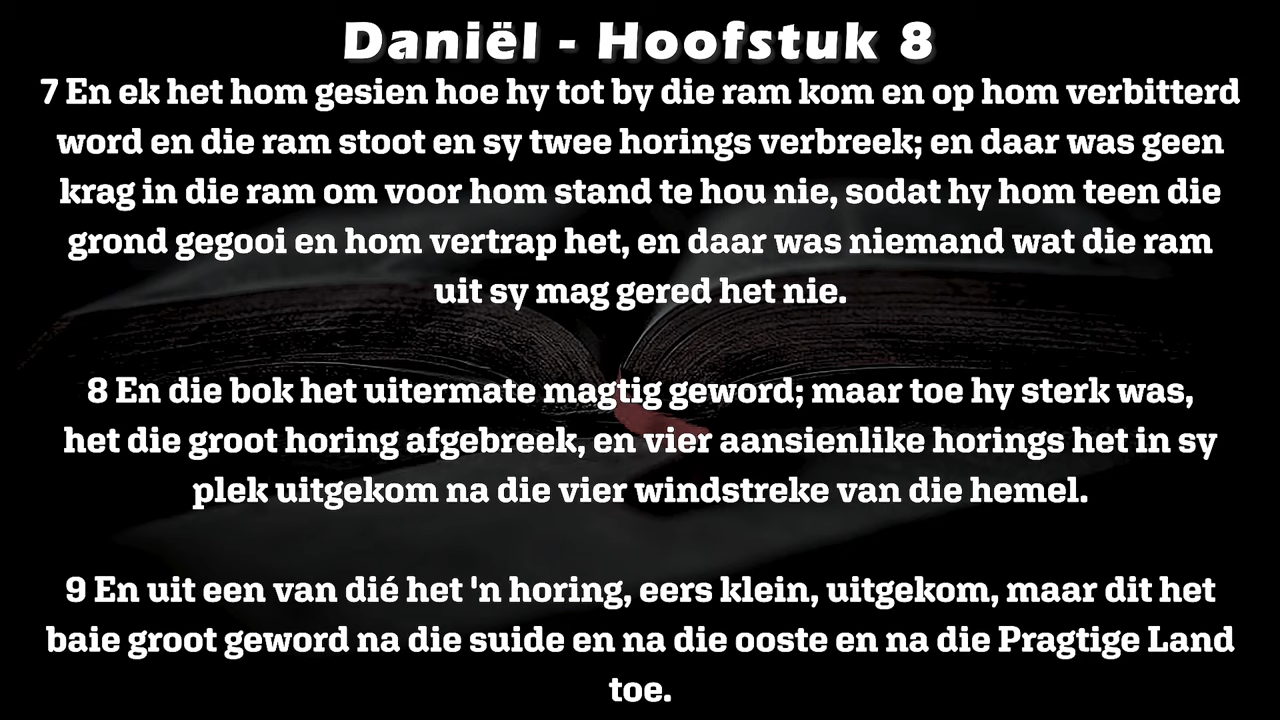 Daniël - Hoofstuk 8
7 En ek het hom gesien hoe hy tot by die ram kom en op hom verbitterd
word en die ram stoot en sy twee horings verbreek; en daar was geen
krag in die ram om voor hom stand te hou nie, sodat hy hom teen die
grond gegooi en hom vertrap het, en daar was niemand wat die ram
uit sy mag gered het nie.
8 En die bok het uitermate magtig geword; maar toe hy sterk was,
het die groot horing afgebreek, en vier aansienlike horings het in sy
plek uitgekom na die vier windstreke van die hemel.
9 En uit een van dié het 'n horing, eers klein, uitgekom, maar dit het
baie groot geword na die suide en na die ooste en na die Pragtige Land
toe.